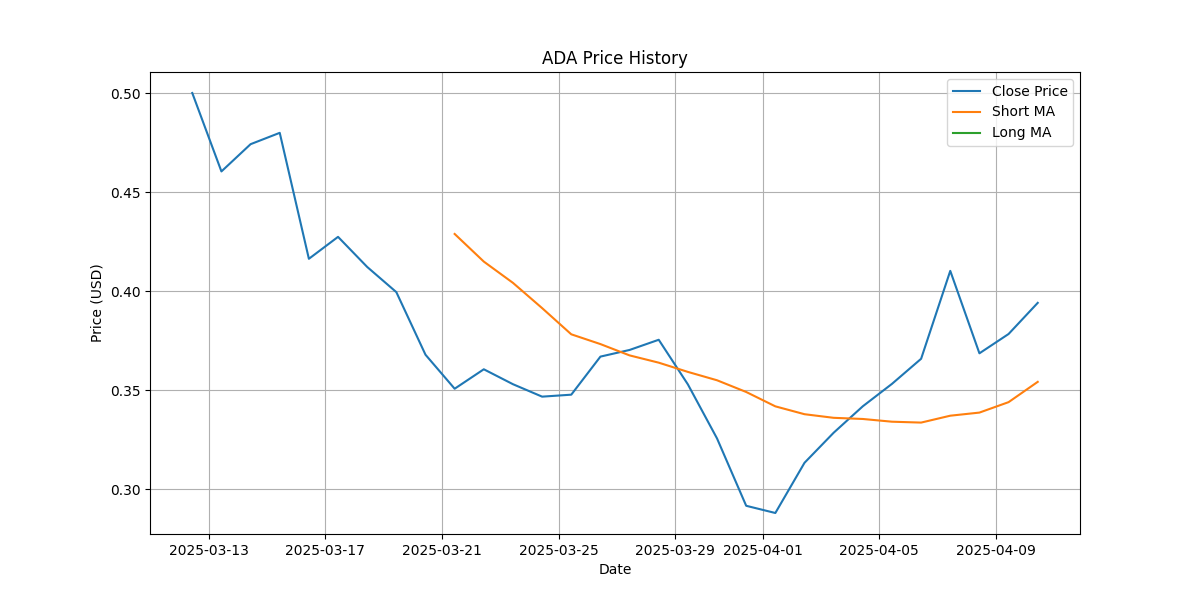 ADA Price History
Close Price
Short MA
Long MA
Price (USD)
0.50
0.45
0.40
0.35
0.30
2025-03-13 2025-03-17 2025-03-21 2025-03-25 2025-03-29 2025-04-01 2025-04-05 2025-04-09
Date